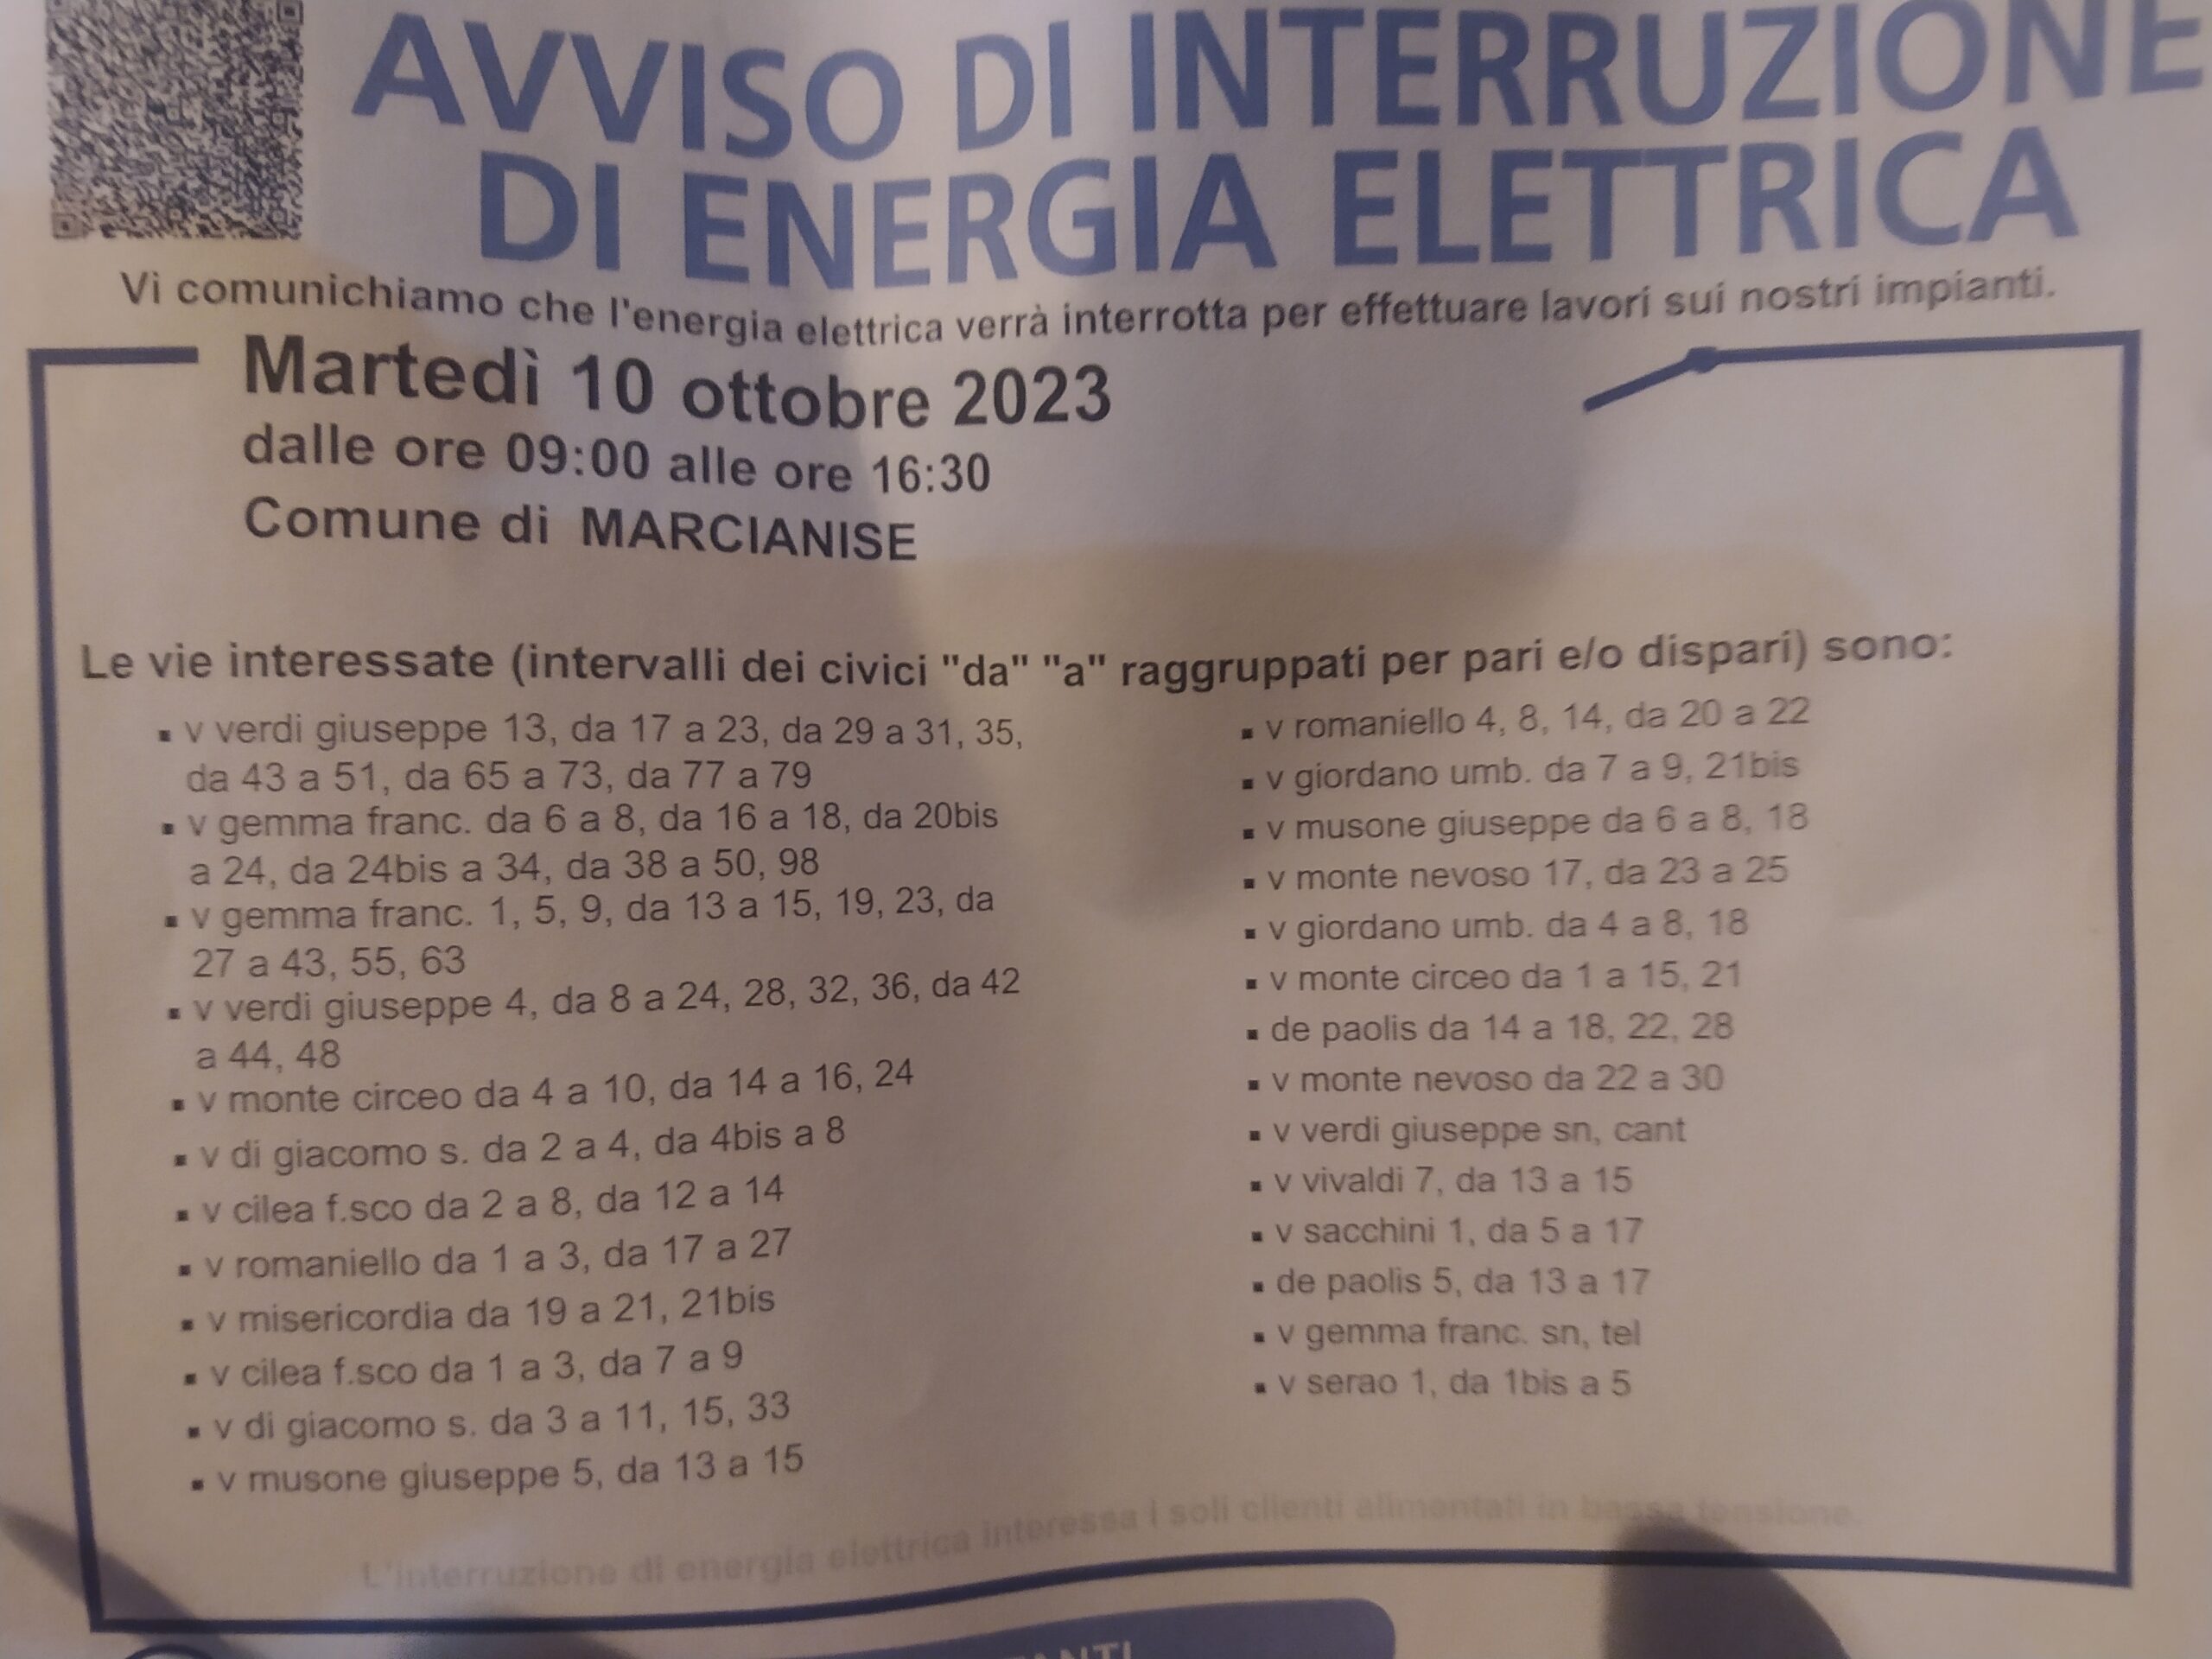 AVVISO DI INTERRUZIONE
DI ENERGIA ELETTRICA
Vi comunichiamo che l'energia elettrica verrà interrotta per effettuare lavori sui nostri impianti.
Martedì 10 ottobre 2023
dalle ore 09:00 alle ore 16:30
Comune di MARCIANISE
Le vie interessate (intervalli dei civici "da" "a" raggruppati per pari e/o dispari) sono:
▪ v verdi giuseppe 13, da 17 a 23, da 29 a 31, 35,
da 43 a 51, da 65 a 73, da 77 a 79
▪ v gemma franc. da 6 a 8, da 16 a 18, da 20bis
a 24, da 24bis a 34, da 38 a 50, 98
▪ v gemma franc. 1, 5, 9, da 13 a 15, 19, 23, da
27 a 43, 55, 63
▪ v verdi giuseppe 4, da 8 a 24, 28, 32, 36, da 42
a 44, 48
▪ v monte circeo da 4 a 10, da 14 a 16, 24
▪ v di giacomo s. da 2 a 4, da 4bis a 8
▪ v cilea f.sco da 2 a 8, da 12 a 14
▪ v romaniello da 1 a 3, da 17 a 27
▪ v misericordia da 19 a 21, 21bis
▪ v cilea f.sco da 1 a 3, da 7 a 9
▪ v di giacomo s. da 3 a 11, 15, 33
▪ v musone giuseppe 5, da 13 a 15
▪ v romaniello 4, 8, 14, da 20 a 22
▪ v giordano umb. da 7 a 9, 21bis
▪ v musone giuseppe da 6 a 8, 18
▪ v monte nevoso 17, da 23 a 25
▪ v giordano umb. da 4 a 8, 18
▪ v monte circeo da 1 a 15, 21
▪ de paolis da 14 a 18, 22, 28
▪ v monte nevoso da 22 a 30
▪ v verdi giuseppe sn, cant
▪ v vivaldi 7, da 13 a 15
▪ v sacchini 1, da 5 a 17
▪ de paolis 5, da 13 a 17
▪ v gemma franc. sn, tel
▪ v serao 1, da 1bis a 5
L'interruzione di energia elettrica interessa i soli clienti alimentati in bassa tensione.